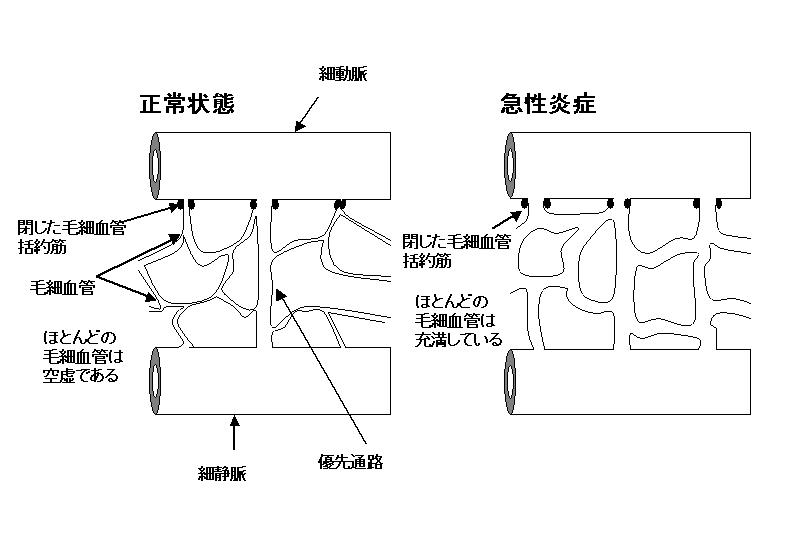 細動脈
正常状態
閉じた毛細血管
括約筋
毛細血管
ほとんどの
毛細血管は
空虚である
細静脈
優先通路
急性炎症
閉じた毛細血管
括約筋
ほとんどの
毛細血管は
充満している